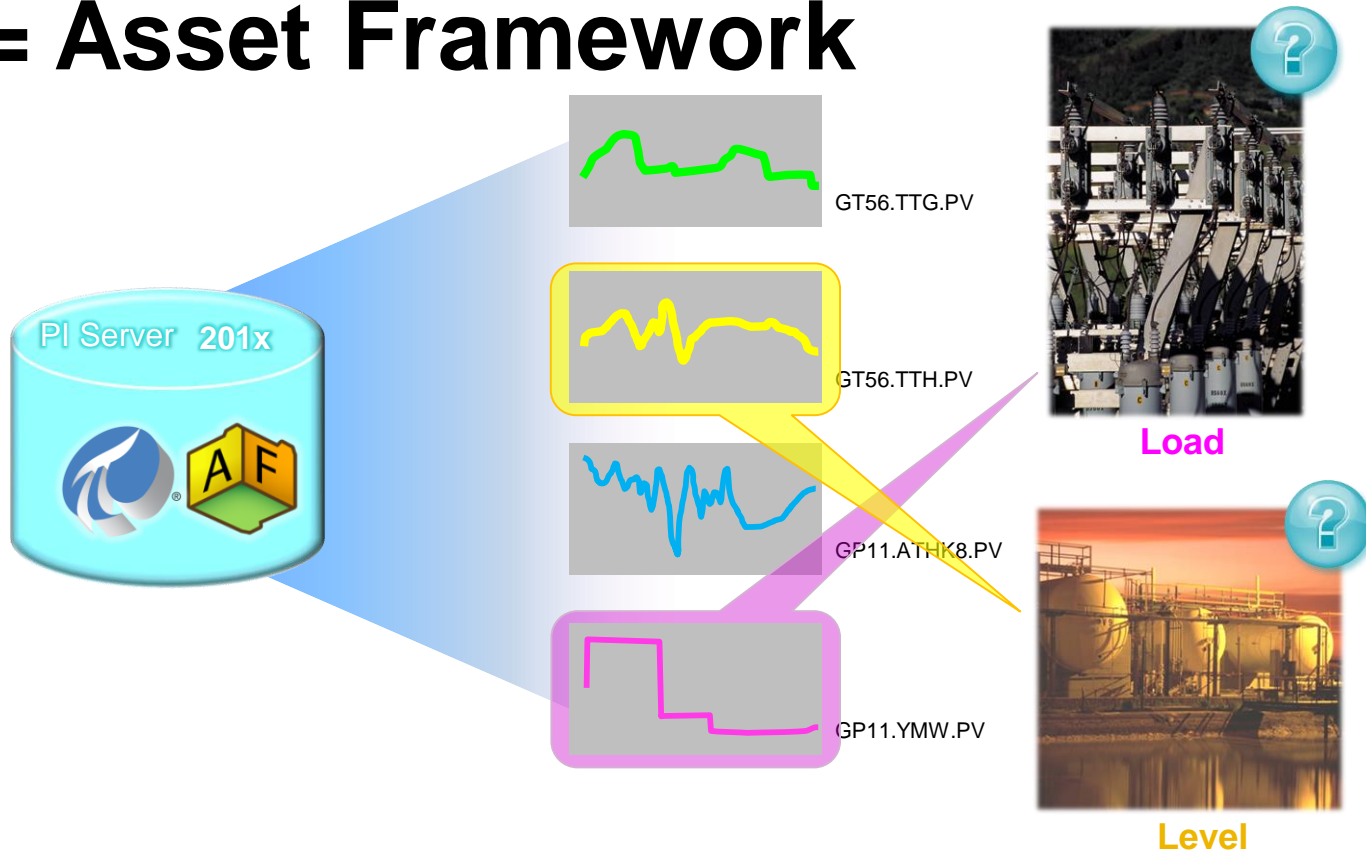 = Asset Framework
PI Server 201x
®
A F
GT56.TTG.PV
GT56.TTH.PV
GP11.ATHK8.PV
GP11.YMW.PV
?
Load
?
Level